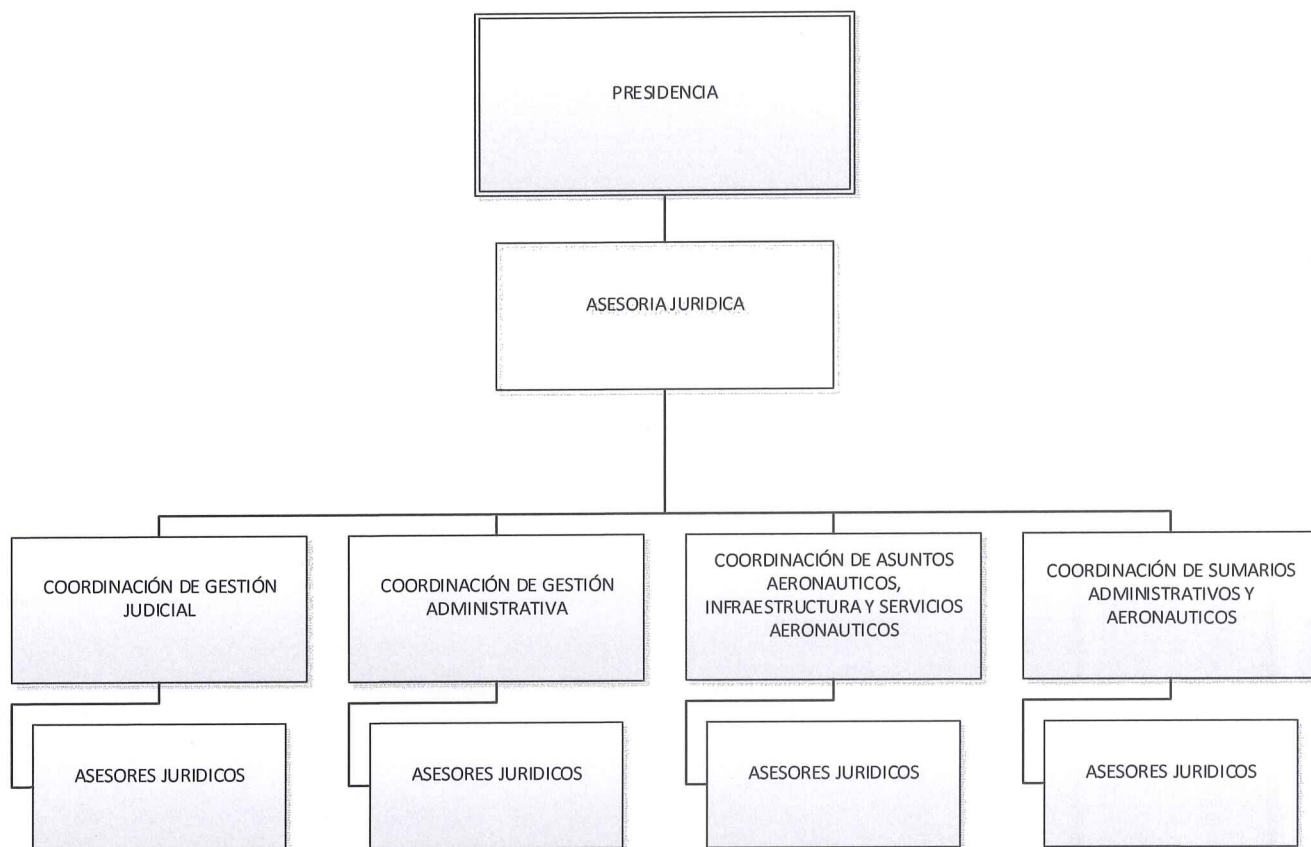 PRESIDENCIA
ASESORIA JURIDICA
COORDINACIÓN DE GESTIÓN
JUDICIAL
COORDINACIÓN DE GESTIÓN
ADMINISTRATIVA
COORDINACIÓN DE ASUNTOS
AERONAUTICOS,
INFRAESTRUCTURA Y SERVICIOS
AERONAUTICOS
COORDINACIÓN DE SUMARIOS
ADMINISTRATIVOS Y
AERONAUTICOS
ASESORES JURIDICOS
ASESORES JURIDICOS
ASESORES JURIDICOS
ASESORES JURIDICOS